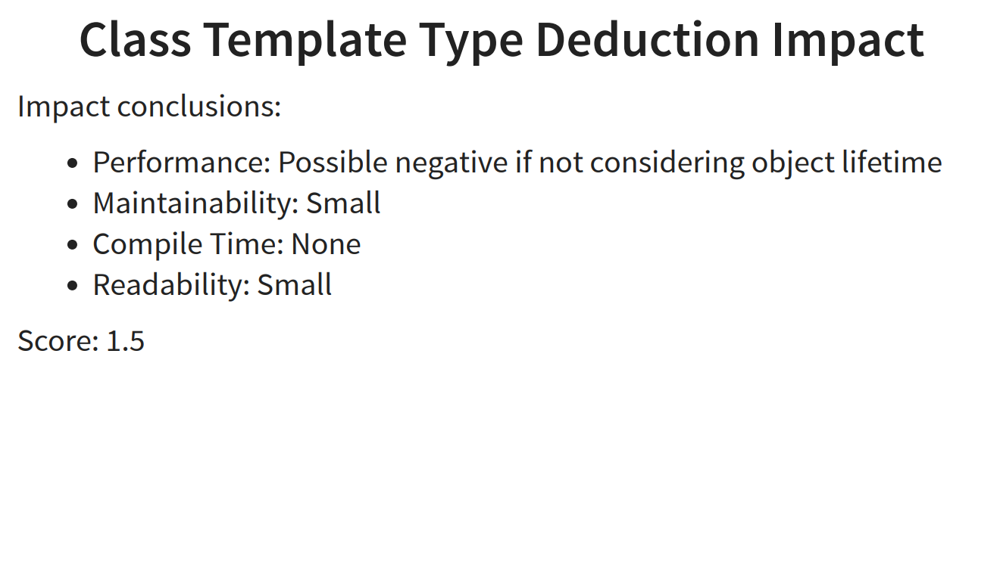 Class Template Type Deduction Impact
Impact conclusions:
• Performance: Possible negative if not considering object lifetime
• Maintainability: Small
• Compile Time: None
• Readability: Small
Score: 1.5